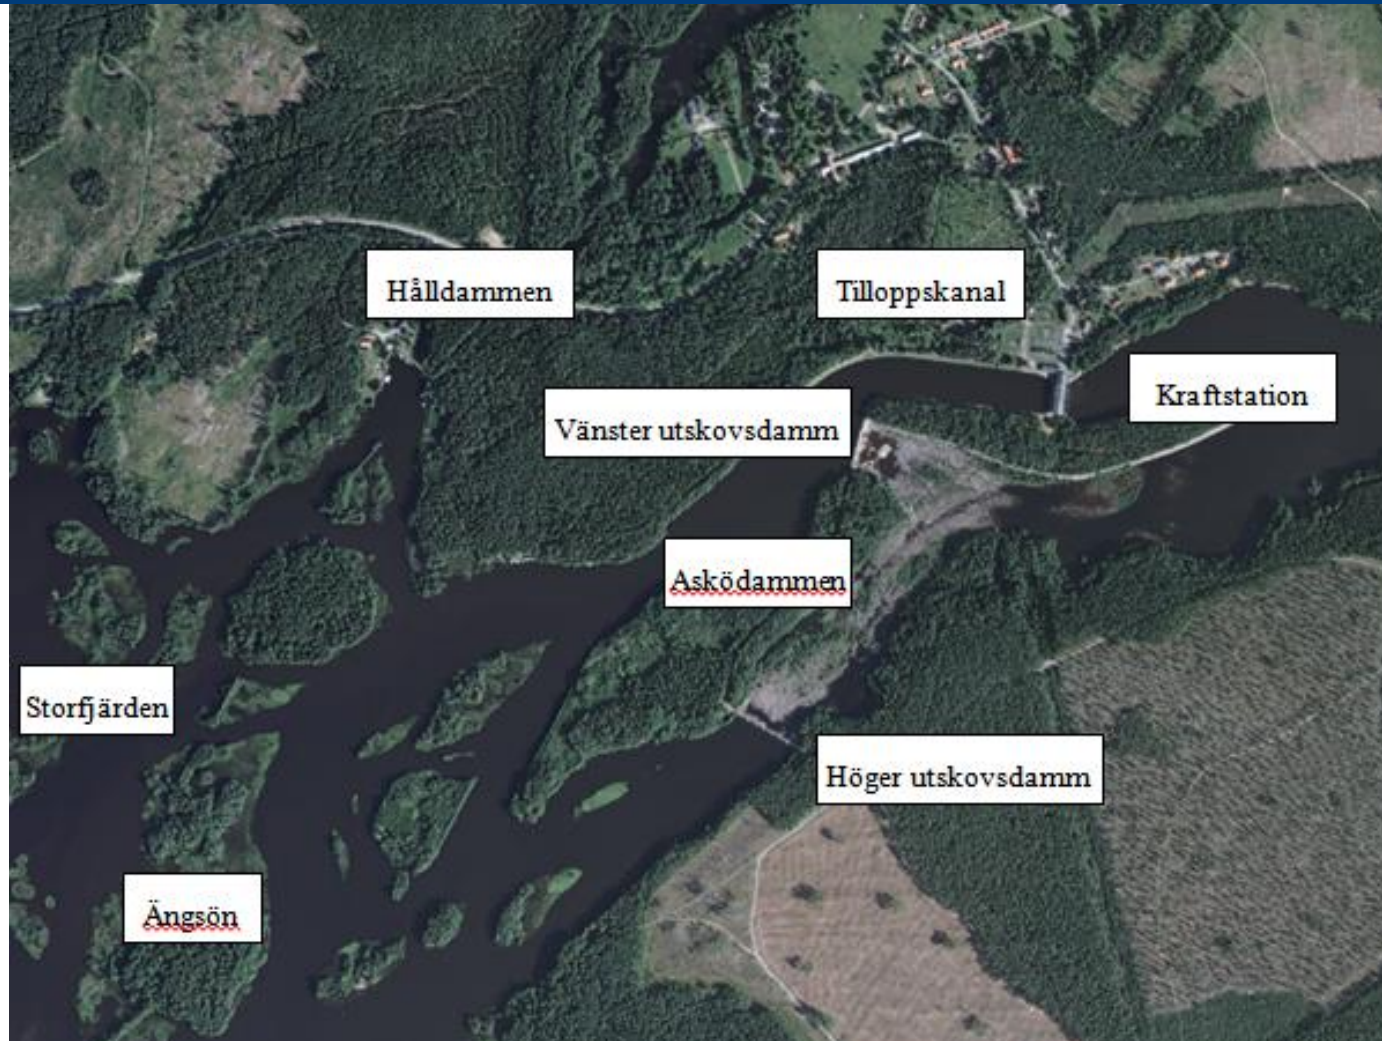 Hålldammen
Tilloppskanal
Kraftstation
Vänster utskovsdamm
Asködammen
Storfjärden
Höger utskovsdamm
Ängsön